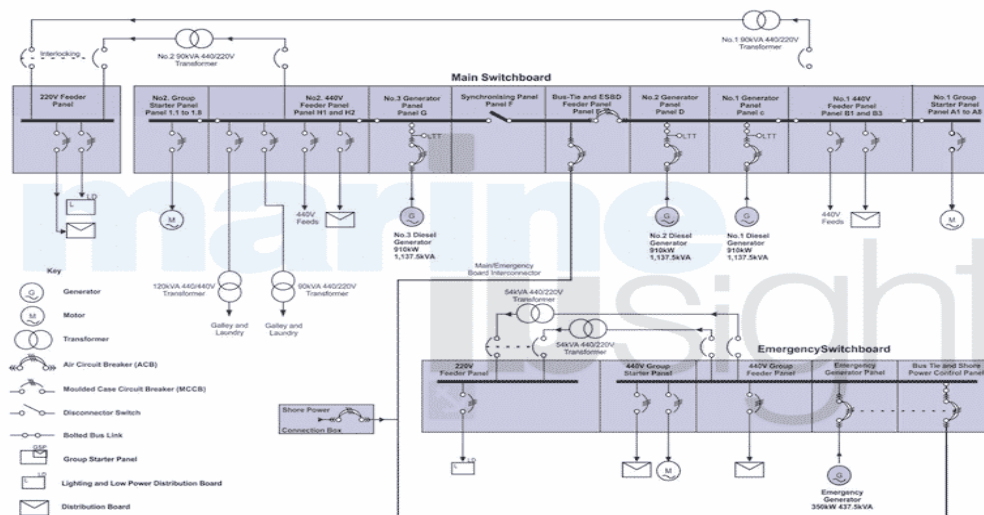 No.1 90kVA 440/220V
Transformer
Interlocking
No.2 90kVA 440/220V
Transformer
Main Switchboard
220V Feeder
Panel
No2. Group
Starter Panel
Panel 1.1 to 1.8
No2. 440V
Feeder Panel
Panel H1 and H2
No.3 Generator
Panel
Panel G
Synchronising Panel
Panel F
Bus-Tie and ESBD
Feeder Panel
Panel
No.2 Generator
Panel
Panel D
No.1 Generator
Panel
Panel c
No.1 440V
Feeder Panel
Panel B1 and B3
No.1 Group
Starter Panel
Panel A1 to A8
LTT
LTT
LTT
L
LD
M
440V
Feeds
G
No.3 Diesel
Generator
910kW
1,137.5kVA
G
No.2 Diesel
Generator
910kW
1,137.5kVA
G
No.1 Diesel
Generator
910kW
1,137.5kVA
440V
Feeds
M
marine
insight
120kVA 440/440V
Transformer
90kVA 440/220V
Transformer
Galley and
Laundry
Galley and
Laundry
Main/Emergency
Board Interconnector
54kVA 440/220V
Transformer
54kVA 440/220V
Transformer
EmergencySwitchboard
220V
Feeder Panel
440V Group
Starter Panel
440V Group
Feeder Panel
Emergency
Generator Panel
Bus Tie and Shore
Power Control Panel
Shore Power
Connection Box
L
LD
M
G
Emergency
Generator
350kW 437.5kVA
Key
G
Generator
M
Motor
Transformer
Air Circuit Breaker (ACB)
Moulded Case Circuit Breaker (MCCB)
Disconnector Switch
Bolted Bus Link
GSP
Group Starter Panel
L
LD
Lighting and Low Power Distribution Board
Distribution Board